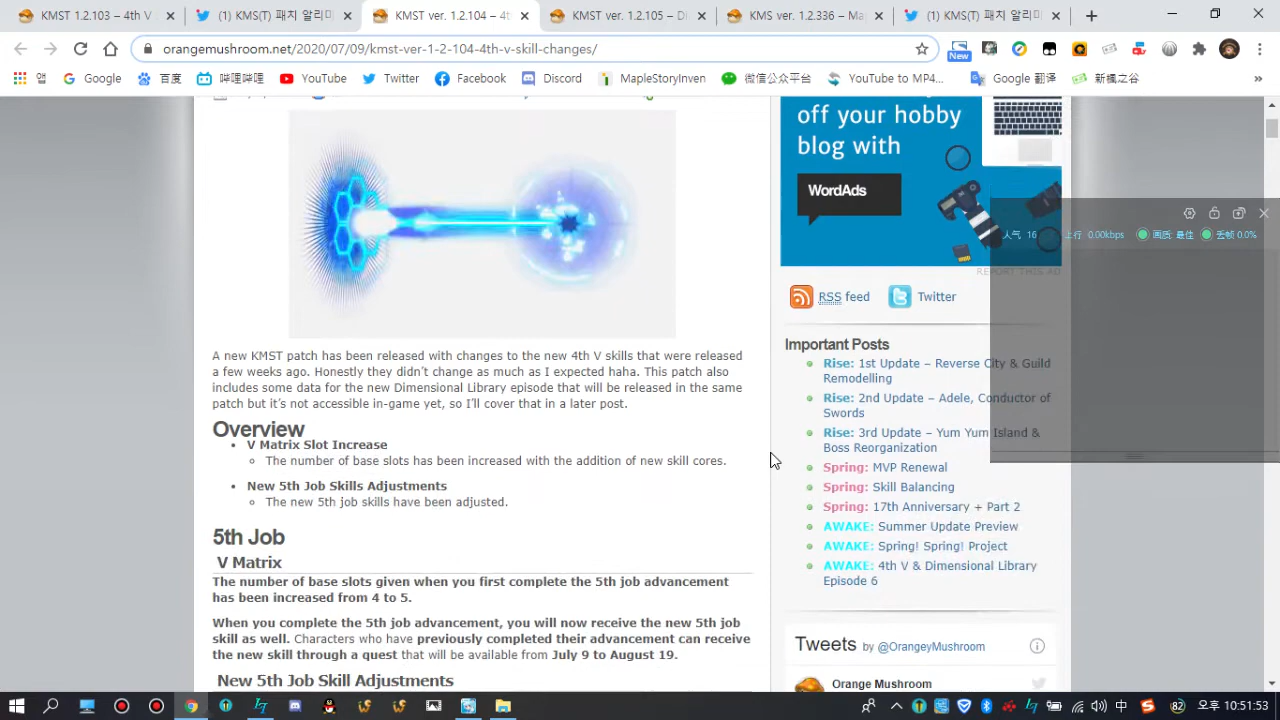 KMST ver. 1.2.103 – 4th V
(1) KMS(T) 패치 알리미
KMST ver. 1.2.104 – 4t
KMST ver. 1.2.105 –
KMS ver. 1.2.336 – Ma
(1) KMS(T) 패치 알리미
orangemushroom.net/2020/07/09/kmst-ver-1-2-104-4th-v-skill-changes/
New
앱
Google
百度
哔哩哔哩
YouTube
Twitter
Facebook
Discord
MapleStoryInven
微信公众平台
YouTube to MP4...
Google 翻译
新楓之谷
»
off your hobby
blog with
WordAds
人气 16
上行 0.00kbps
画质: 最佳
丢帧 0.0%
REPORT THIS AD
RSS feed
Twitter
A new KMST patch has been released with changes to the new 4th V skills that were released
a few weeks ago. Honestly they didn't change as much as I expected haha. This patch also
includes some data for the new Dimensional Library episode that will be released in the same
patch but it's not accessible in-game yet, so I'll cover that in a later post.
Overview
V Matrix Slot Increase
The number of base slots has been increased with the addition of new skill cores.
New 5th Job Skills Adjustments
The new 5th job skills have been adjusted.
5th Job
V Matrix
The number of base slots given when you first complete the 5th job advancement
has been increased from 4 to 5.
When you complete the 5th job advancement, you will now receive the new 5th job
skill as well. Characters who have previously completed their advancement can receive
the new skill through a quest that will be available from July 9 to August 19.
New 5th Job Skill Adjustments
Important Posts
Rise: 1st Update – Reverse City & Guild
Remodelling
Rise: 2nd Update – Adele, Conductor of
Swords
Rise: 3rd Update – Yum Yum Island &
Boss Reorganization
Spring: MVP Renewal
Spring: Skill Balancing
Spring: 17th Anniversary + Part 2
AWAKE: Summer Update Preview
AWAKE: Spring! Spring! Project
AWAKE: 4th V & Dimensional Library
Episode 6
Tweets by @OrangeyMushroom
Orange Mushroom
中
오후 10:51:53